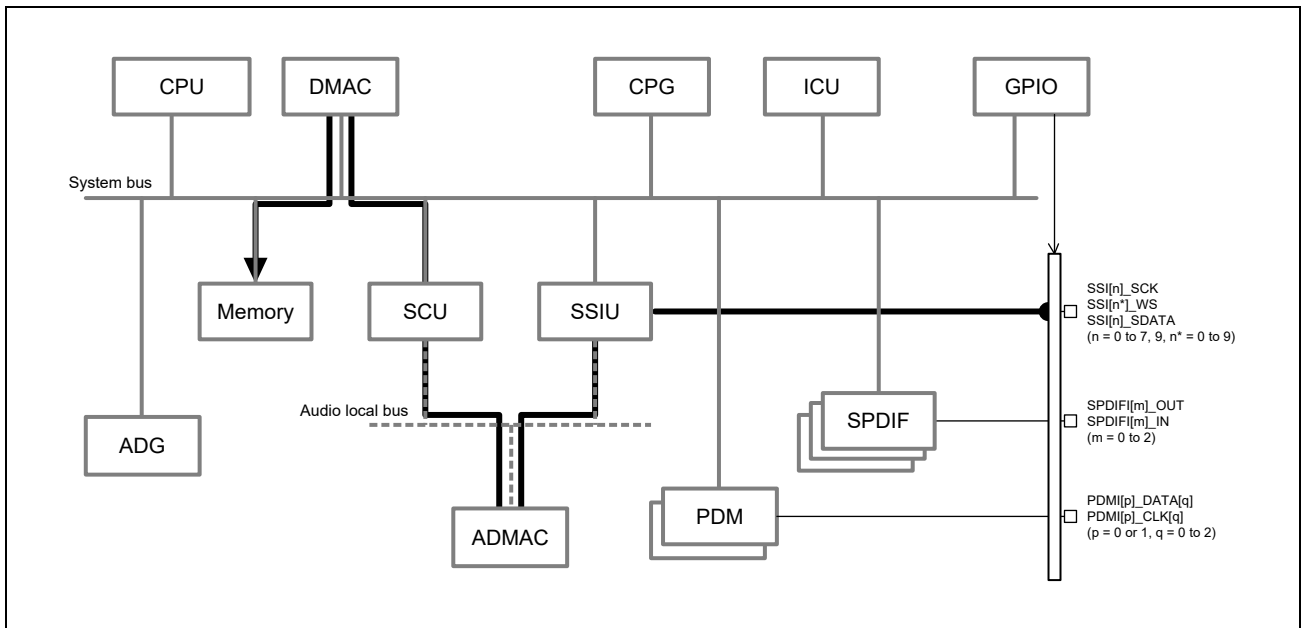 CPU
DMAC
CPG
ICU
GPIO
System bus
Memory
SCU
SSIU
SSI[n]_SCK
SSI[n*]_WS
SSI[n]_SDATA
(n = 0 to 7, 9, n* = 0 to 9)
Audio local bus
ADG
SPDIF
SPDIFI[m]_OUT
SPDIFI[m]_IN
(m = 0 to 2)
ADMAC
PDM
PDMI[p]_DATA[q]
PDMI[p]_CLK[q]
(p = 0 or 1, q = 0 to 2)